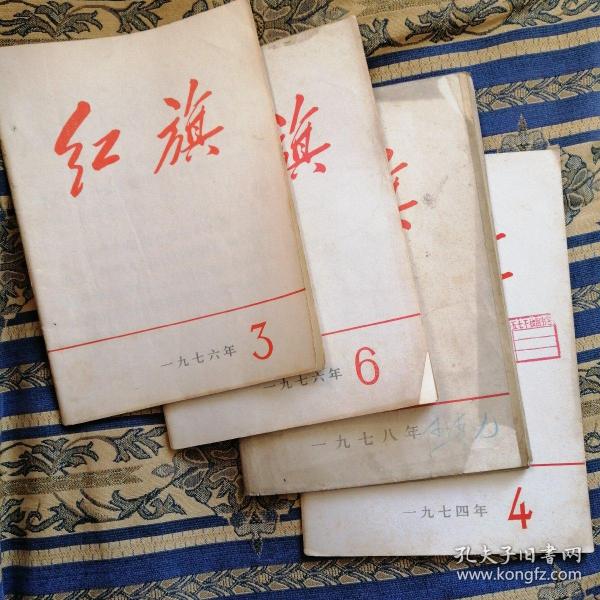 红旗
一九七六年 3
旗
一九七六年 6
一九七八年
一九七四年 4
孔夫子旧书网
www.kongfz.com